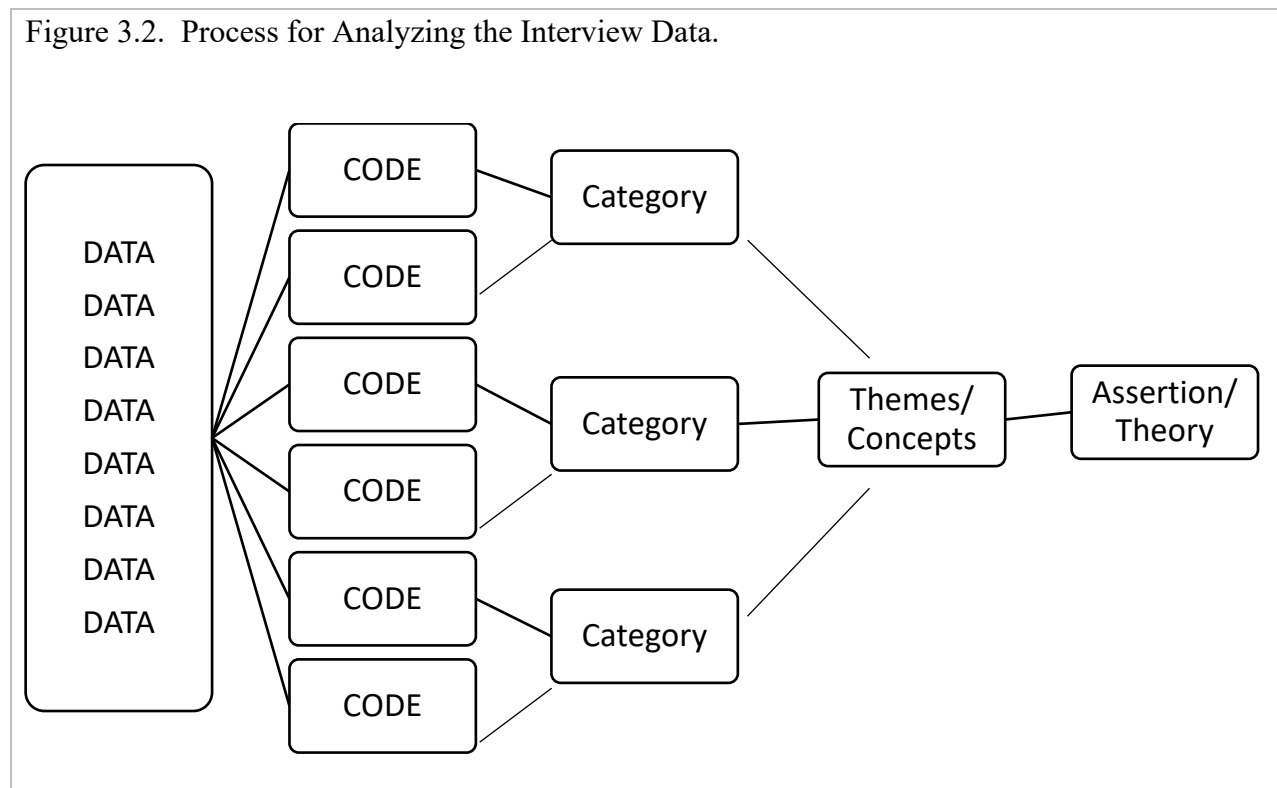 Figure 3.2.  Process for Analyzing the Interview Data.
DATA
DATA
DATA
DATA
DATA
DATA
DATA
DATA
CODE
CODE
CODE
CODE
CODE
CODE
Category
Category
Category
Themes/
Concepts
Assertion/
Theory